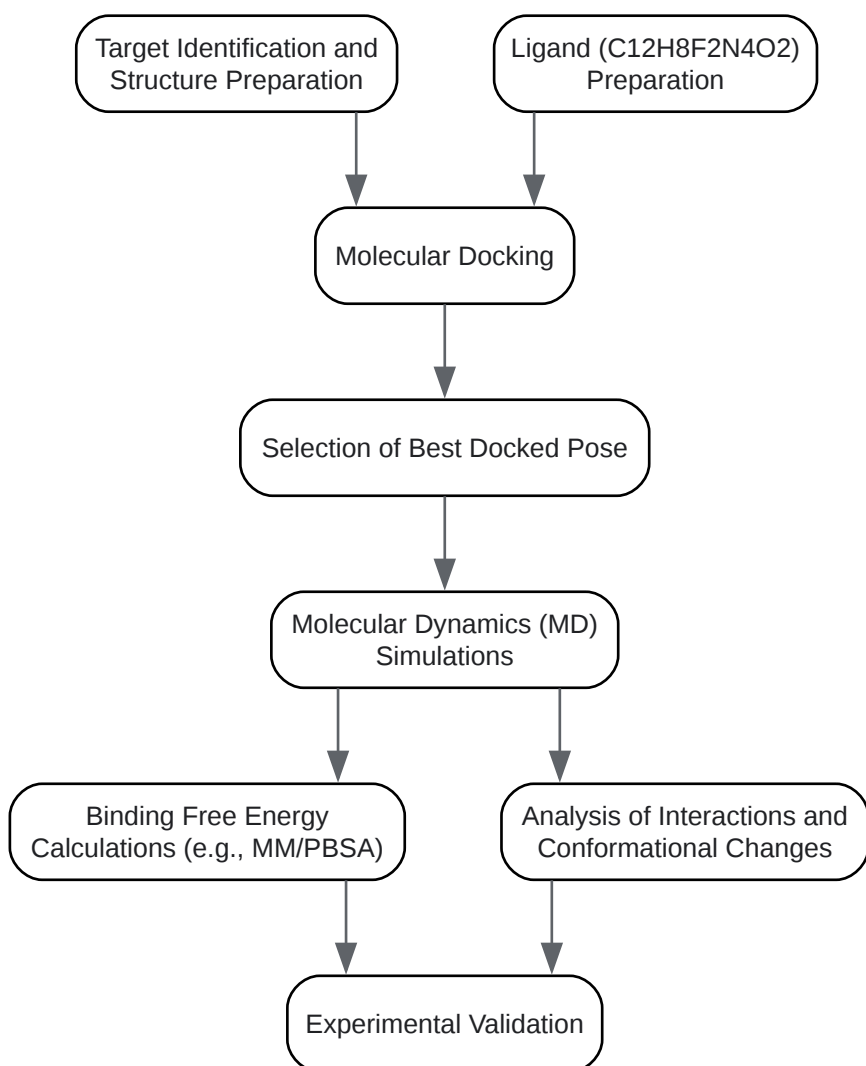 Target Identification and
Structure Preparation
Ligand (C12H8F2N4O2)
Preparation
Molecular Docking
Selection of Best Docked Pose
Molecular Dynamics (MD)
Simulations
Binding Free Energy
Calculations (e.g., MM/PBSA)
Analysis of Interactions and
Conformational Changes
Experimental Validation